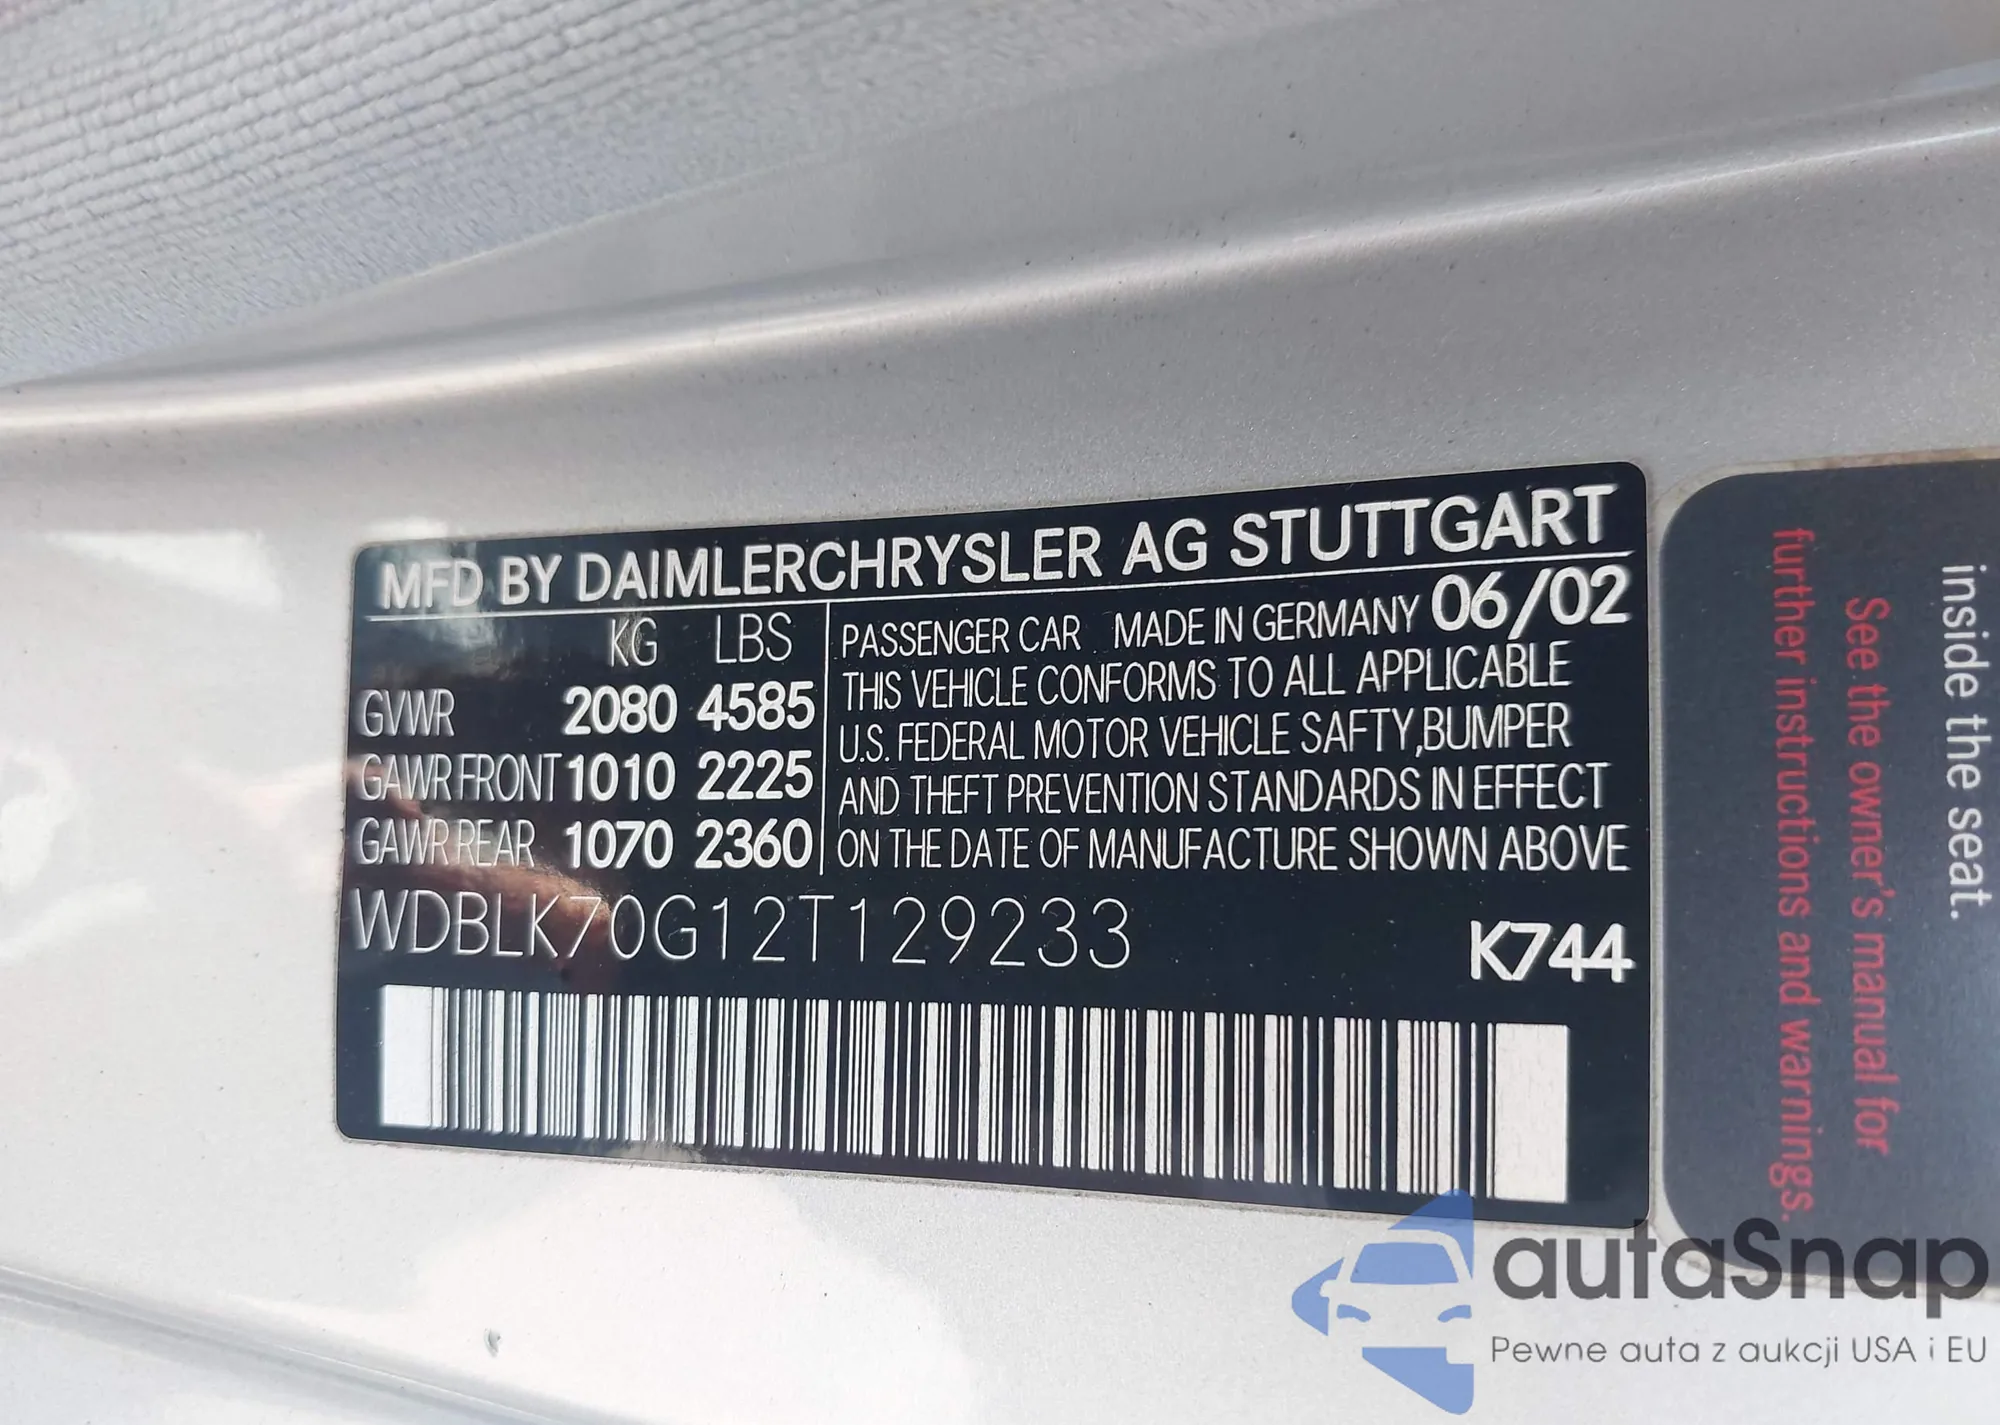 MFD BY DAIMLERCHRYSLER AG STUTTGART
KG LBS
GVWR 2080 4585
GAWR FRONT 1010 2225
GAWR REAR 1070 2360
PASSENGER CAR MADE IN GERMANY 06/02
THIS VEHICLE CONFORMS TO ALL APPLICABLE
U.S. FEDERAL MOTOR VEHICLE SAFTY,BUMPER
AND THEFT PREVENTION STANDARDS IN EFFECT
ON THE DATE OF MANUFACTURE SHOWN ABOVE
WDBLK70G12T129233
K744
inside the seat.
See the owner's manual for
further instructions and warnings.
autaSnap
Pewne auta z aukcji USA i EU